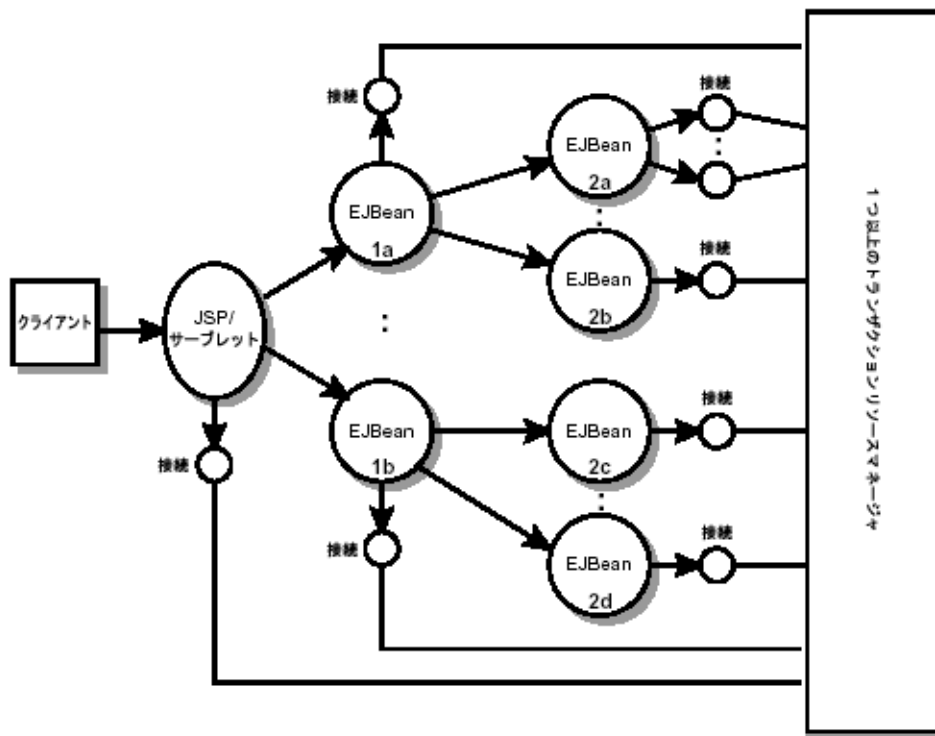 接続
接続
EJBean
2a
EJBean
1a
EJBean
2b
接続
クライアント
JSP/
サーブレット
EJBean
1b
接続
EJBean
2c
接続
接続
接続
EJBean
2d
接続
1つ以上のトランザクションリソースマネージャ